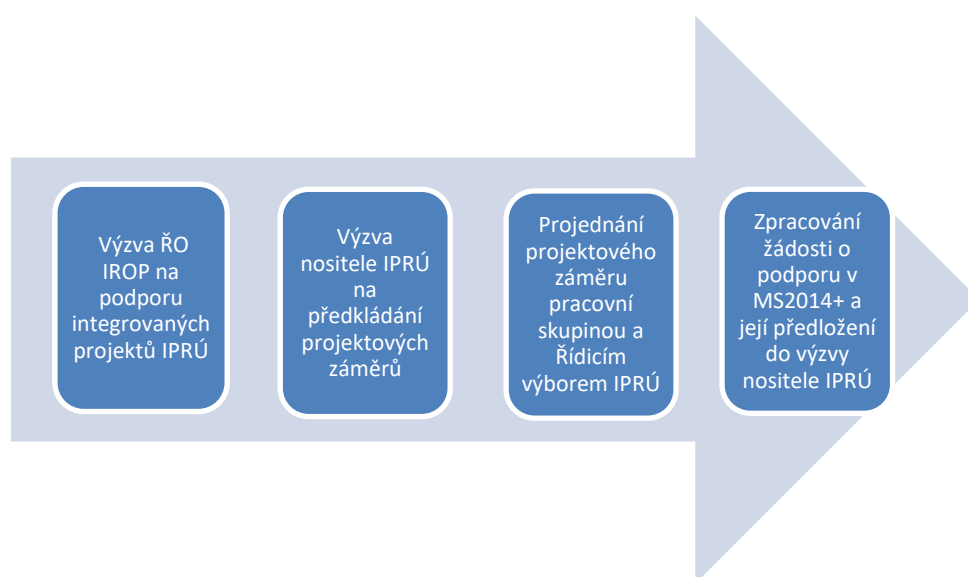 Výzva ŘO
IROP na
podporu
integrovaných
projektů IPRÚ
Výzva
nositele IPRÚ
na
předkládání
projektových
záměrů
Projednání
projektového
záměru
pracovní
skupinou a
Řídicím
výborem IPRÚ
Zpracování
žádosti o
podporu v
MS2014+ a
její předložení
do výzvy
nositele IPRÚ